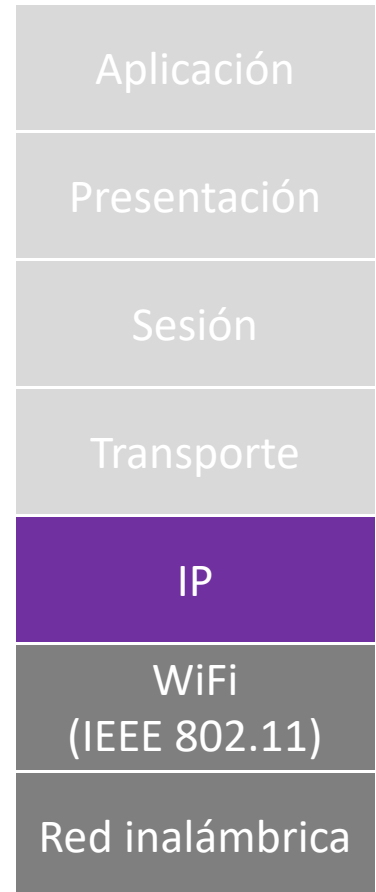 Aplicación
Presentación
Sesión
Transporte
IP
WiFi
(IEEE 802.11)
Red inalámbrica